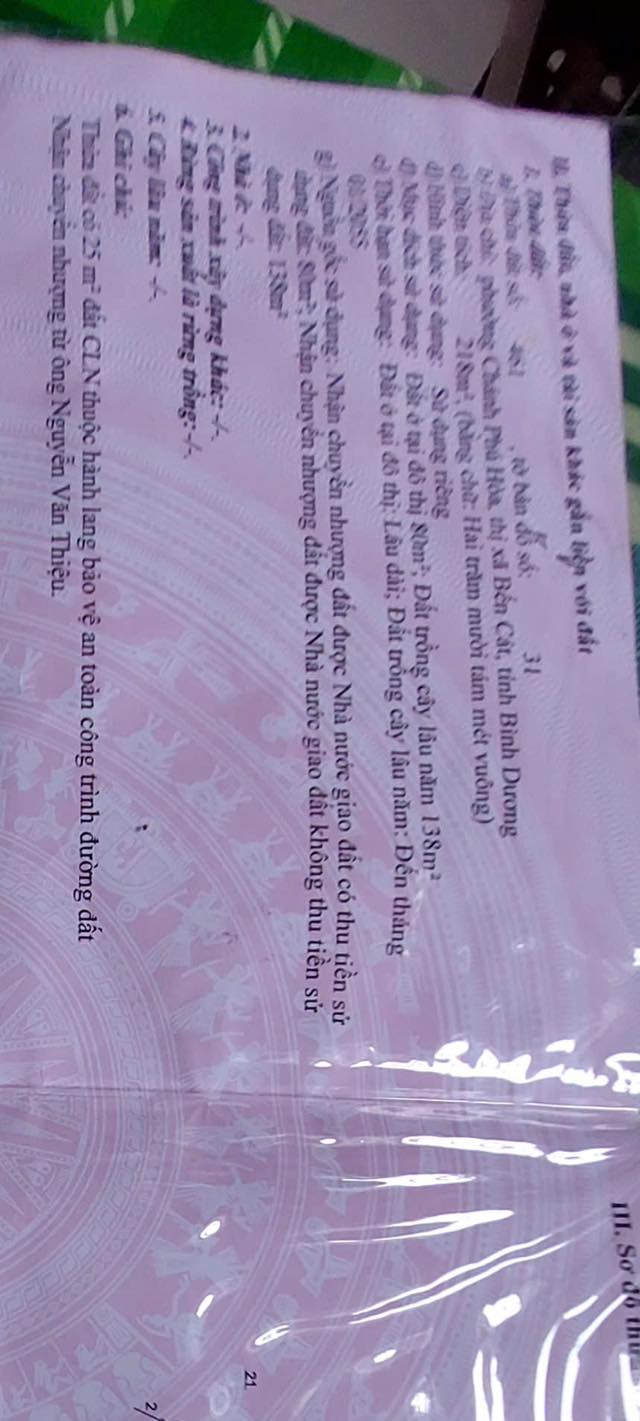 II. Thửa đất, nhà ở và tài sản khác gắn liền với đất
1. Thửa đất:
a) Thửa đất số: 461 , tờ bản đồ số: 31
b) Địa chỉ: phường Chánh Phú Hòa, thị xã Bến Cát, tỉnh Bình Dương
c) Diện tích: 218m², (bằng chữ: Hai trăm mười tám mét vuông)
d) Hình thức sử dụng: Sử dụng riêng
đ) Mục đích sử dụng: Đất ở tại đô thị 80m²; Đất trồng cây lâu năm 138m²
e) Thời hạn sử dụng: Đất ở tại đô thị: Lâu dài; Đất trồng cây lâu năm: Đến tháng
01/2055
g) Nguồn gốc sử dụng: Nhận chuyển nhượng đất được Nhà nước giao đất có thu tiền sử
dụng đất: 80m²; Nhận chuyển nhượng đất được Nhà nước giao đất không thu tiền sử
dụng đất: 138m²
2. Nhà ở: -/-.
3. Công trình xây dựng khác: -/-.
4. Rừng sản xuất là rừng trồng: -/-.
5. Cây lâu năm: -/-.
6. Ghi chú:
Thửa đất có 25 m² đất CLN thuộc hành lang bảo vệ an toàn công trình đường đất
Nhận chuyển nhượng từ ông Nguyễn Văn Thiệu.
III. Sơ đồ thửa
21
2/